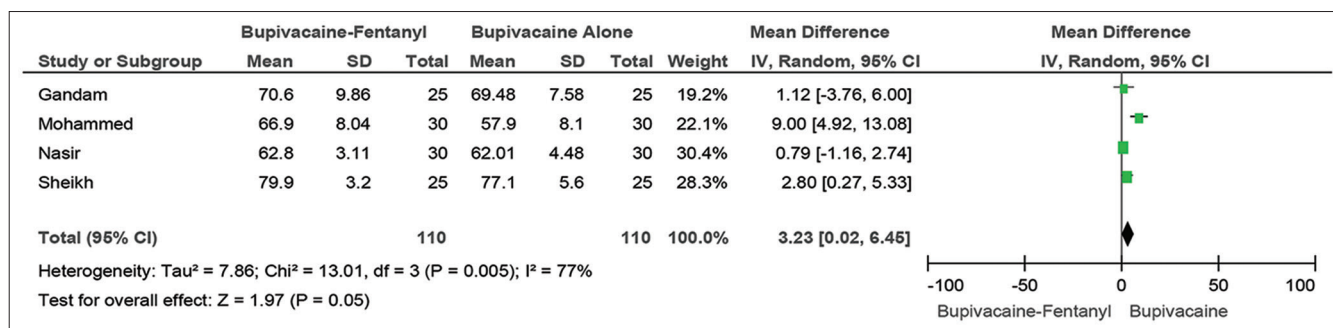 Bupivacaine-Fentanyl Bupivacaine Alone Mean Difference Mean Difference
Study or Subgroup Mean SD Total Mean SD Total Weight IV, Random, 95% CI IV, Random, 95% CI
Gandam 70.6 9.86 25 69.48 7.58 25 19.2% 1.12 [-3.76, 6.00]
Mohammed 66.9 8.04 30 57.9 8.1 30 22.1% 9.00 [4.92, 13.08]
Nasir 62.8 3.11 30 62.01 4.48 30 30.4% 0.79 [-1.16, 2.74]
Sheikh 79.9 3.2 25 77.1 5.6 25 28.3% 2.80 [0.27, 5.33]
Total (95% CI) 110 110 100.0% 3.23 [0.02, 6.45]
Heterogeneity: Tau² = 7.86; Chi² = 13.01, df = 3 (P = 0.005); I² = 77%
Test for overall effect: Z = 1.97 (P = 0.05)
-100 -50 0 50 100
Bupivacaine-Fentanyl Bupivacaine